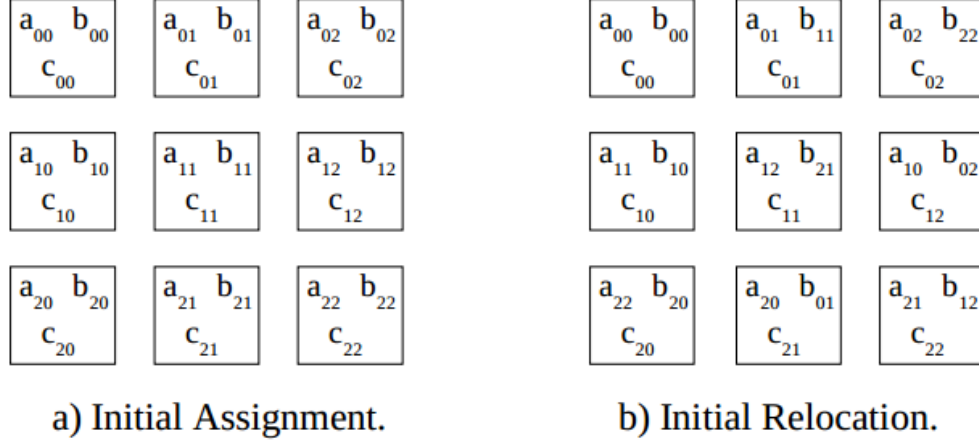 a₀₀ b₀₀ a₀₁ b₀₁ a₀₂ b₀₂ a₀₀ b₀₀ a₀₁ b₁₁ a₀₂ b₂₂
c₀₀ c₀₁ c₀₂ c₀₀ c₀₁ c₀₂
a₁₀ b₁₀ a₁₁ b₁₁ a₁₂ b₁₂ a₁₁ b₁₀ a₁₂ b₂₁ a₁₀ b₀₂
c₁₀ c₁₁ c₁₂ c₁₀ c₁₁ c₁₂
a₂₀ b₂₀ a₂₁ b₂₁ a₂₂ b₂₂ a₂₂ b₂₀ a₂₀ b₀₁ a₂₁ b₁₂
c₂₀ c₂₁ c₂₂ c₂₀ c₂₁ c₂₂
a) Initial Assignment. b) Initial Relocation.